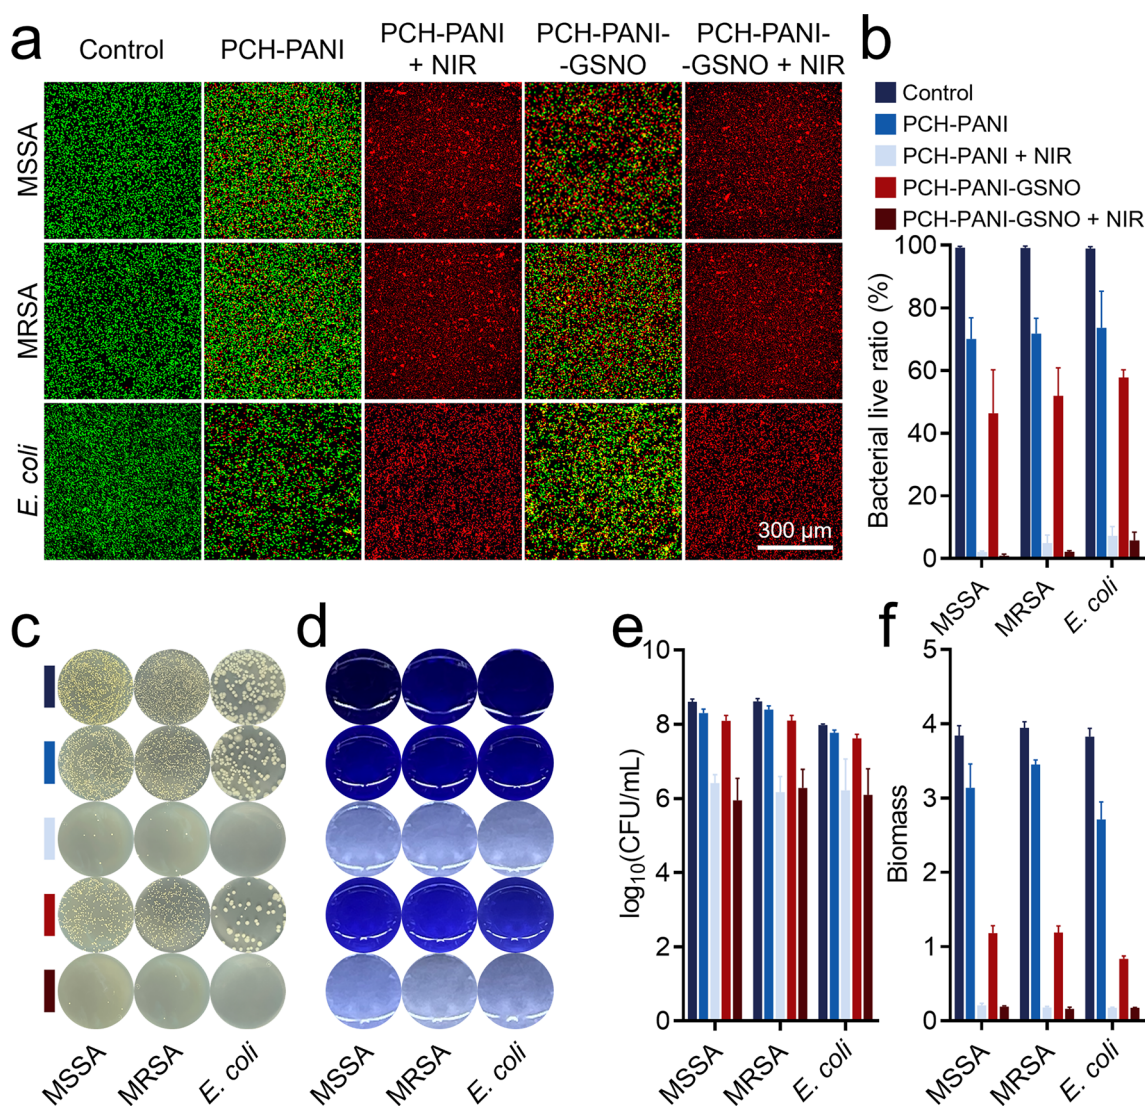 a
Control
PCH-PANI
PCH-PANI
+ NIR
PCH-PANI-
-GSNO
PCH-PANI-
-GSNO + NIR
MSSA
MRSA
E. coli
300 μm
b
Control
PCH-PANI
PCH-PANI + NIR
PCH-PANI-GSNO
PCH-PANI-GSNO + NIR
Bacterial live ratio (%)
100
80
60
40
20
0
MSSA
MRSA
E. coli
c
MSSA
MRSA
E. coli
d
MSSA
MRSA
E. coli
e
log10(CFU/mL)
10
8
6
4
2
0
MSSA
MRSA
E. coli
f
Biomass
5
4
3
2
1
0
MSSA
MRSA
E. coli